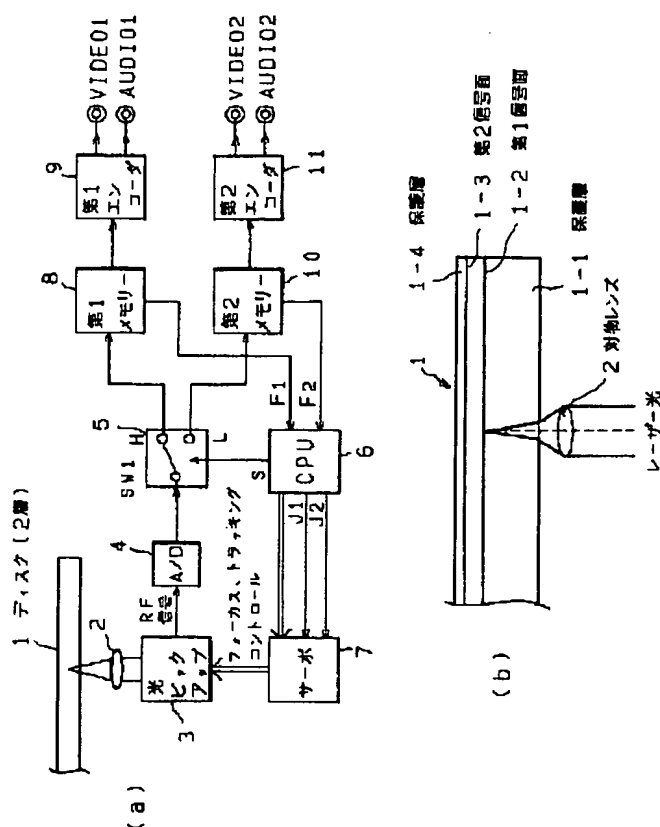 (a)
1 ディスク(2層)
2
光
ピック
アップ
3
RF
信号
4
A/D
SW1
5
H
L
第1
メモリー
8
第1
エン
コーダ
9
VIDEO1
AUDIO1
第2
メモリー
10
第2
エン
コーダ
11
VIDEO2
AUDIO2
F1
F2
S
CPU
6
J1
J2
フォーカス、トラッキング
コントロール
サーボ
7
(b)
1
1-4 保護層
1-3 第2信号面
1-2 第1信号面
1-1 保護層
2 対物レンズ
レーザー光